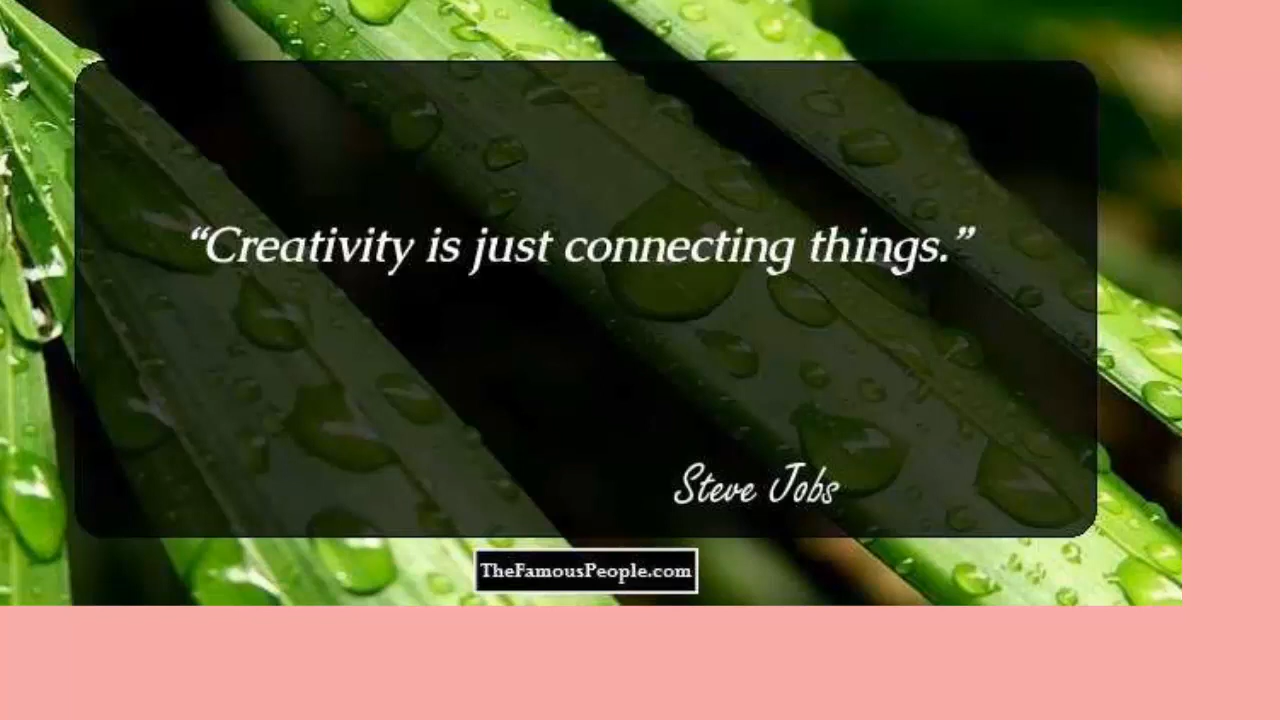 “Creativity is just connecting things.”
Steve Jobs
TheFamousPeople.com